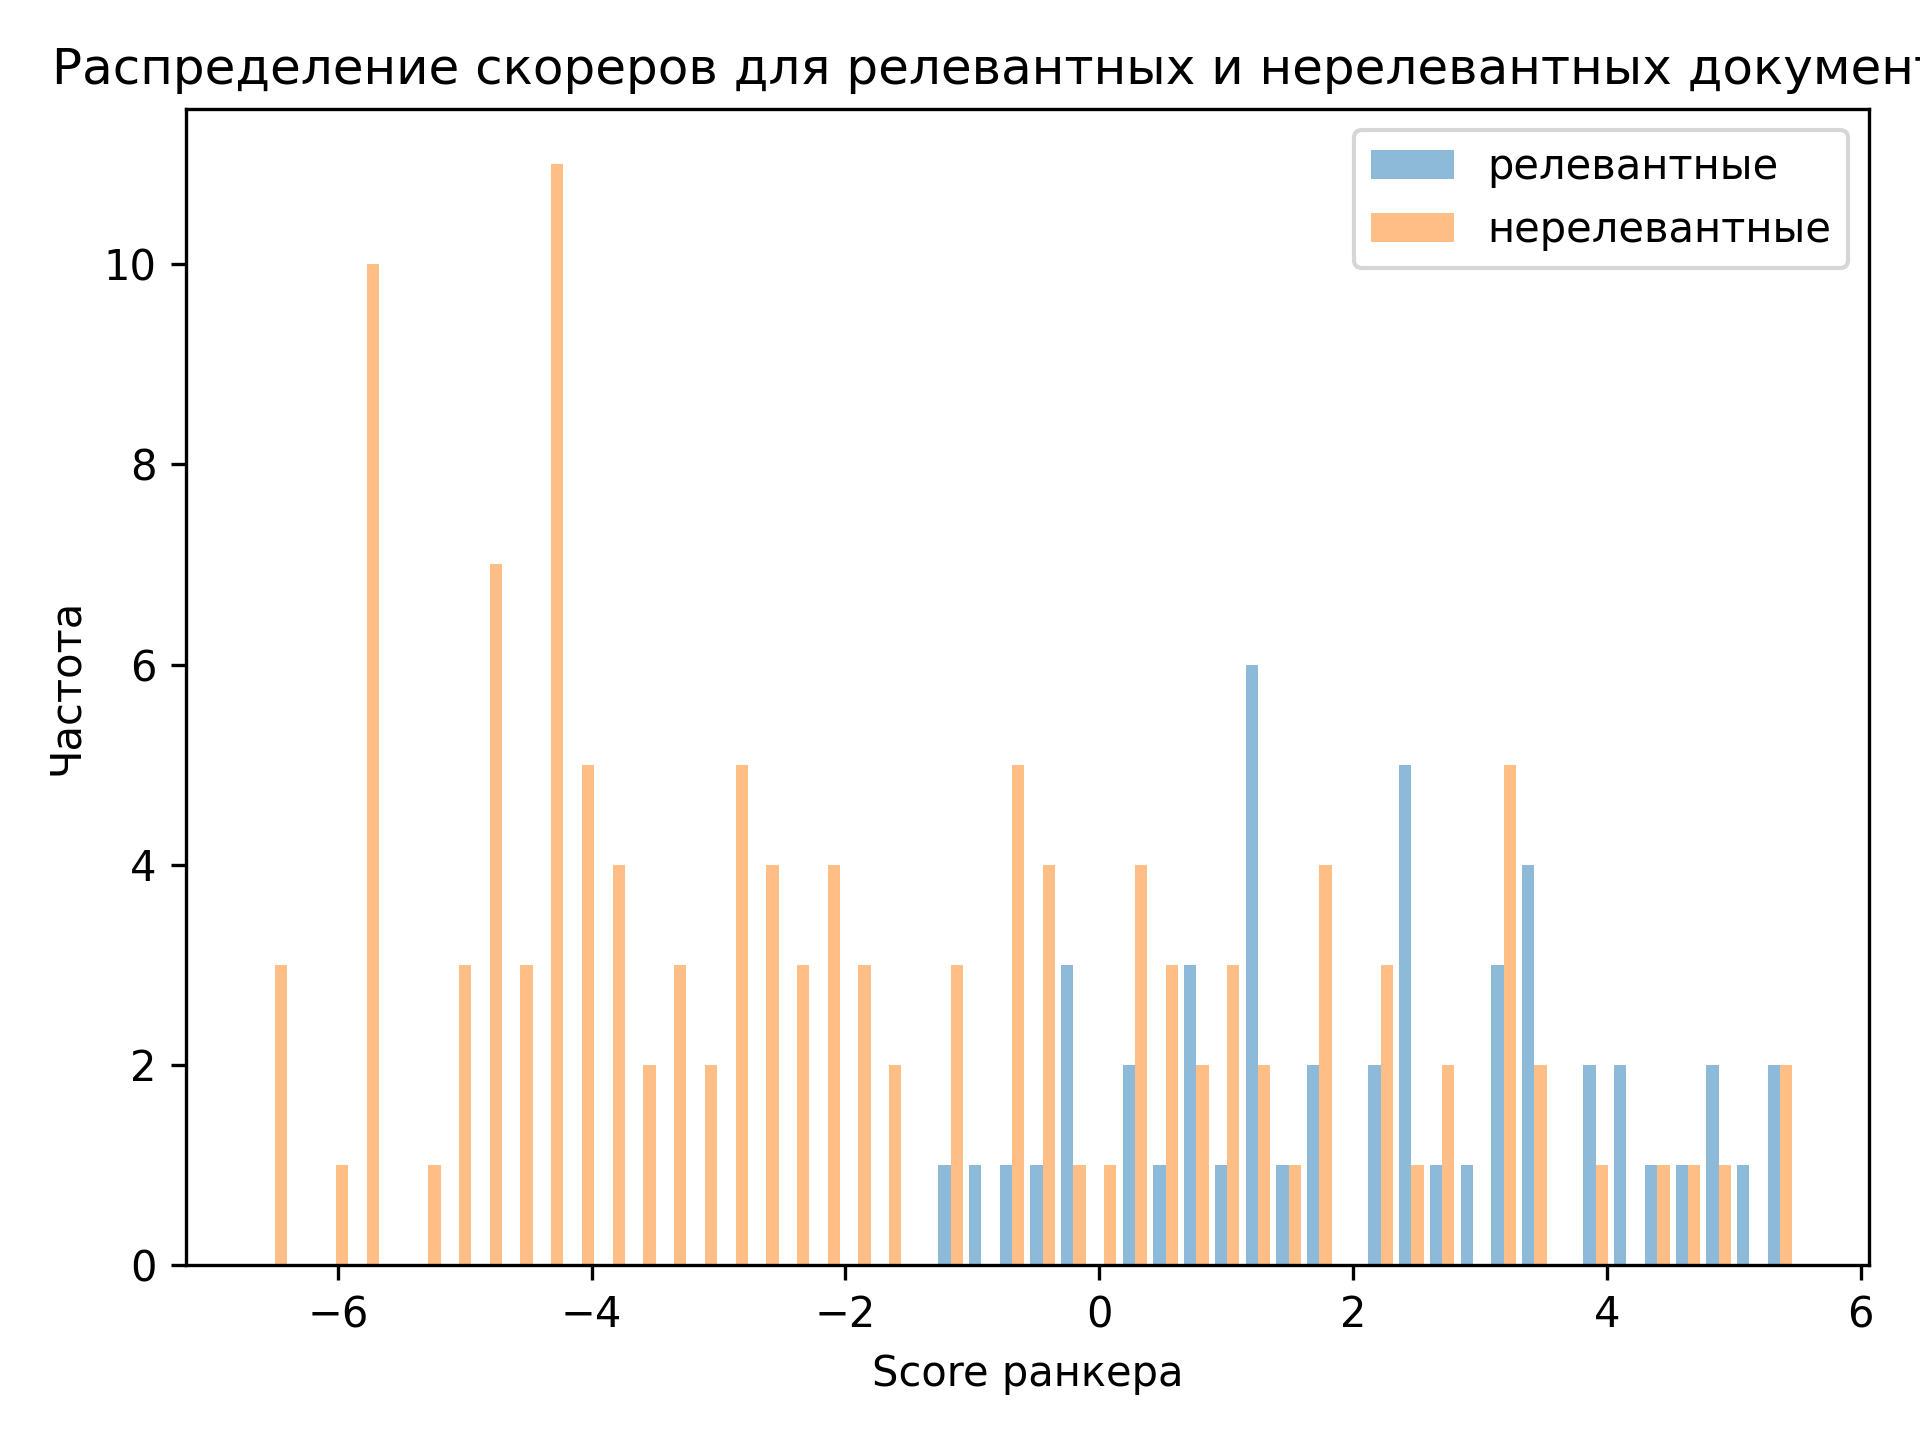 Распределение скореров для релевантных и нерелевантных докумен
релевантные
нерелевантные
10
8
6
4
2
0
Частота
−6 −4 −2 0 2 4 6
Score ранкера